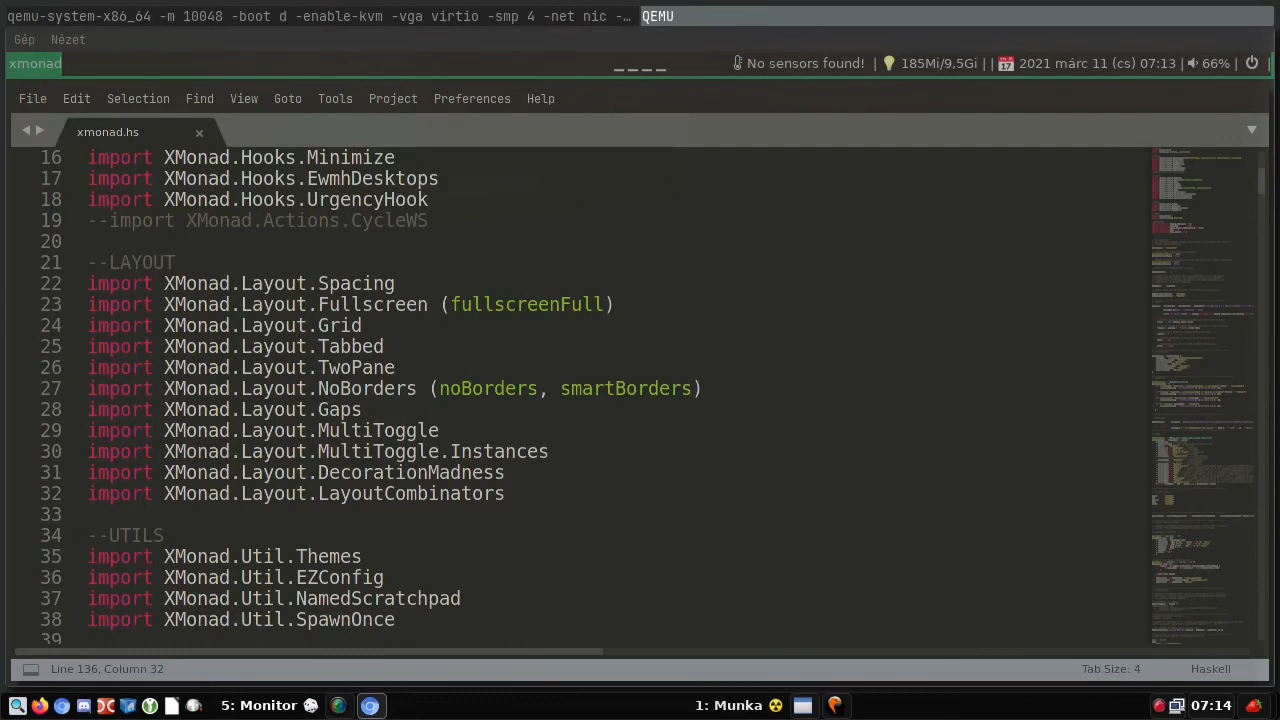 qemu-system-x86_64 -m 10048 -boot d -enable-kvm -vga virtio -smp 4 -net nic -…
QEMU
Gép Nézet
xmonad
No sensors found! | 185Mi/9,5Gi | | 2021 márc 11 (cs) 07:13 | 66% | |
File Edit Selection Find View Goto Tools Project Preferences Help
xmonad.hs
16 import XMonad.Hooks.Minimize
17 import XMonad.Hooks.EwmhDesktops
18 import XMonad.Hooks.UrgencyHook
19 --import XMonad.Actions.CycleWS
20
21 --LAYOUT
22 import XMonad.Layout.Spacing
23 import XMonad.Layout.Fullscreen (fullscreenFull)
24 import XMonad.Layout.Grid
25 import XMonad.Layout.Tabbed
26 import XMonad.Layout.TwoPane
27 import XMonad.Layout.NoBorders (noBorders, smartBorders)
28 import XMonad.Layout.Gaps
29 import XMonad.Layout.MultiToggle
30 import XMonad.Layout.MultiToggle.Instances
31 import XMonad.Layout.DecorationMadness
32 import XMonad.Layout.LayoutCombinators
33
34 --UTILS
35 import XMonad.Util.Themes
36 import XMonad.Util.EZConfig
37 import XMonad.Util.NamedScratchpad
38 import XMonad.Util.SpawnOnce
39
Line 136, Column 32
Tab Size: 4
Haskell
5: Monitor
1: Munka
07:14